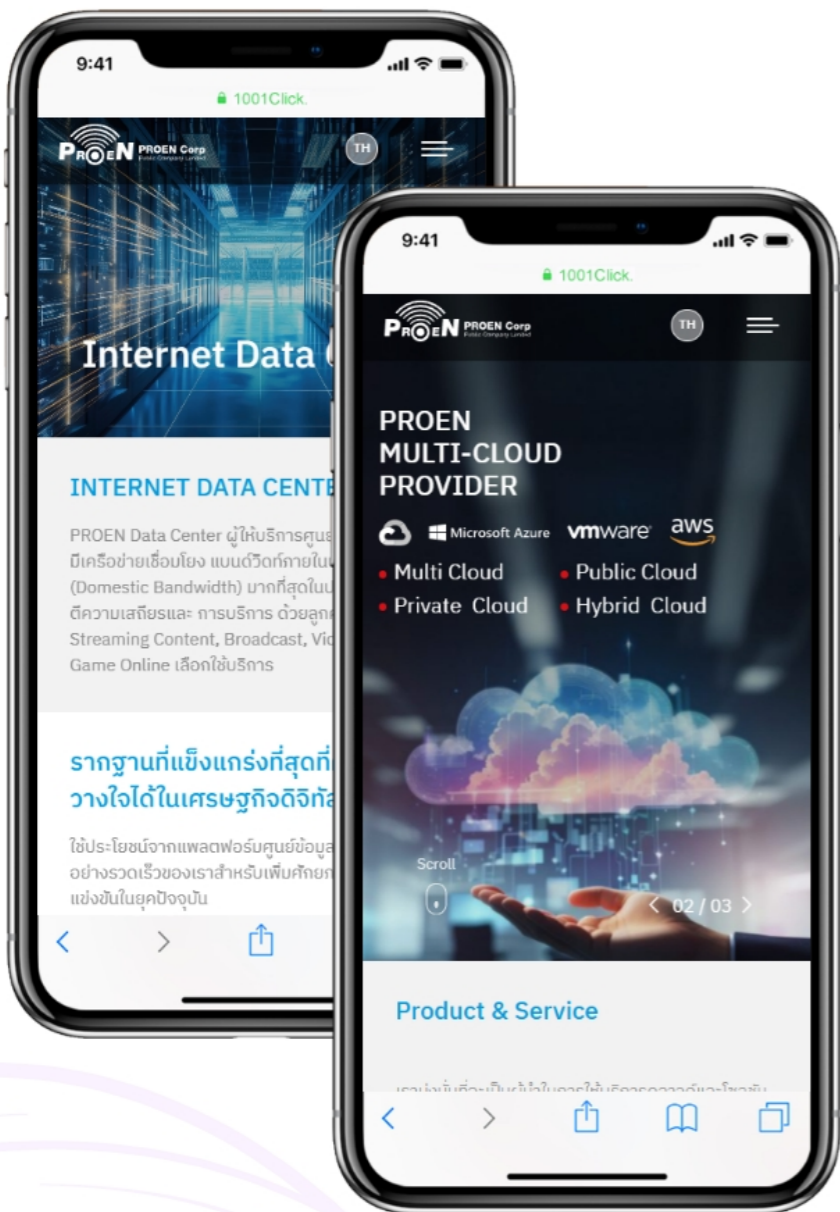 9:41
1001Click.
PROEN PROEN Corp
Public Company Limited
TH
Internet Data
INTERNET DATA CENTE
PROEN Data Center ผู้ให้บริการศูนย์
มีเครือข่ายเชื่อมโยง แบนด์วิดท์ภายใน
(Domestic Bandwidth) มากที่สุดใน
ตีความเสถียรและ การบริการ ด้วยลูกค้า
Streaming Content, Broadcast, Vid
Game Online เลือกใช้บริการ
รากฐานที่แข็งแกร่งที่สุดที่
วางใจได้ในเศรษฐกิจดิจิทัล
ใช้ประโยชน์จากแพลตฟอร์มศูนย์ข้อมูล
อย่างรวดเร็วของเราสำหรับเพิ่มศักยภ
แข่งขันในยุคปัจจุบัน
9:41
1001Click.
PROEN PROEN Corp
Public Company Limited
TH
PROEN
MULTI-CLOUD
PROVIDER
Microsoft Azure vmware aws
• Multi Cloud • Public Cloud
• Private Cloud • Hybrid Cloud
Scroll
< 02 / 03 >
Product & Service